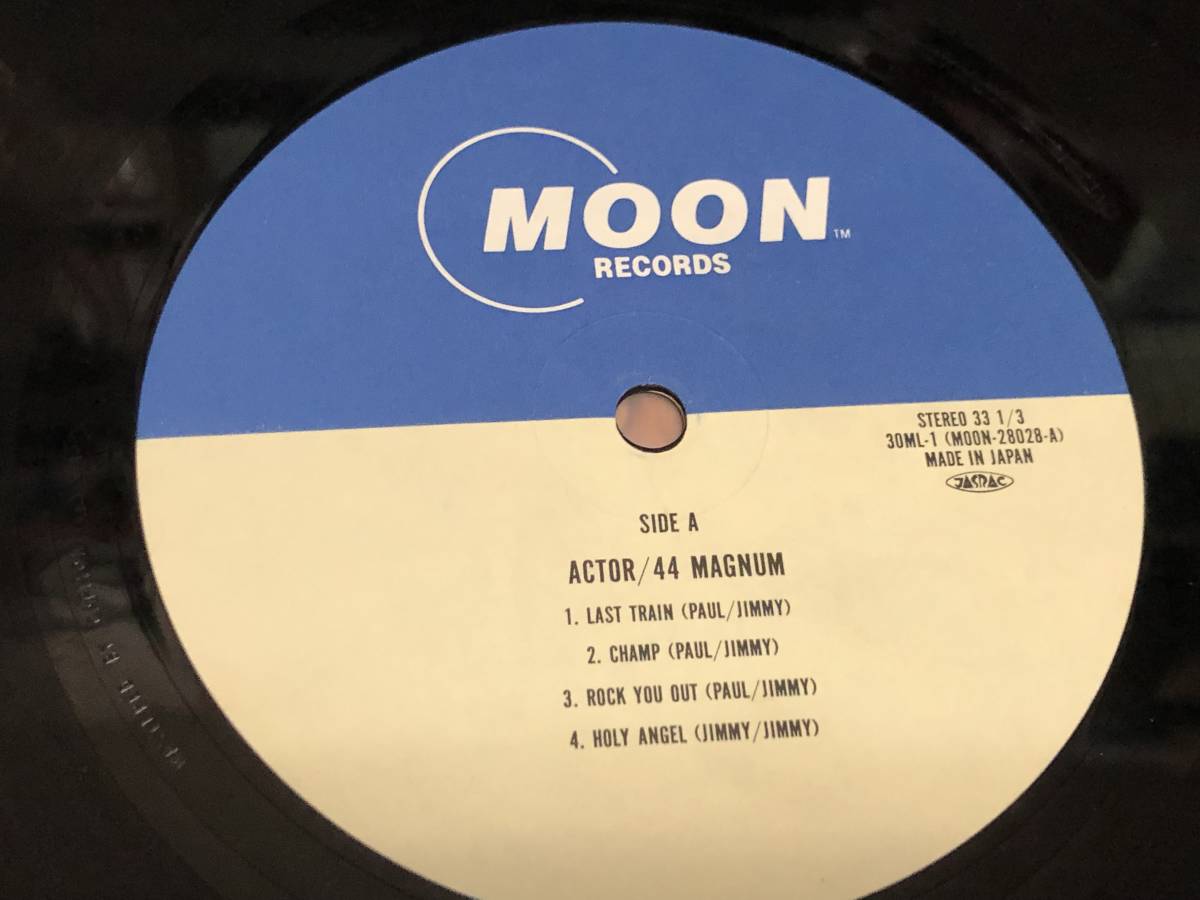 MOON TM
RECORDS
STEREO 33 1/3
30ML-1 (MOON-28028-A)
MADE IN JAPAN
JASRAC
SIDE A
ACTOR/44 MAGNUM
1. LAST TRAIN (PAUL/JIMMY)
2. CHAMP (PAUL/JIMMY)
3. ROCK YOU OUT (PAUL/JIMMY)
4. HOLY ANGEL (JIMMY/JIMMY)